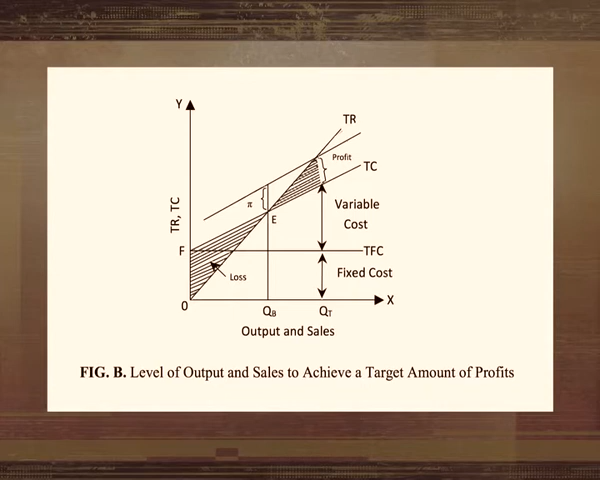 Y
TR
Profit
TC
π
Variable
Cost
TR, TC
E
F
TFC
Loss
Fixed Cost
0
X
QB
QT
Output and Sales
FIG. B. Level of Output and Sales to Achieve a Target Amount of Profits